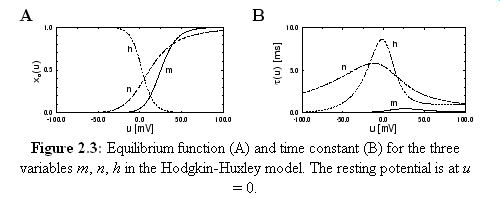 A
B
1.0
0.5
0.0
-100.0
-50.0
0.0
50.0
100.0
x₀(u)
u [mV]
h
n
m
10.0
5.0
0.0
-100.0
-50.0
0.0
50.0
100.0
τ(u) [ms]
u [mV]
h
n
m
Figure 2.3: Equilibrium function (A) and time constant (B) for the three
variables m, n, h in the Hodgkin-Huxley model. The resting potential is at u
= 0.